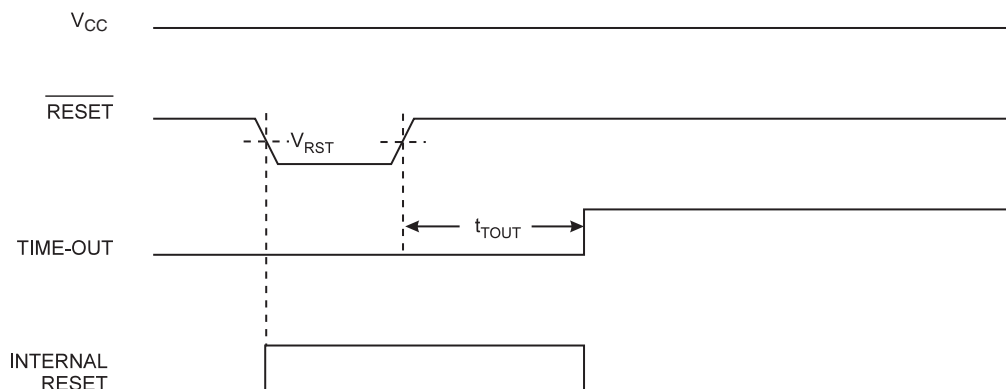 VCC
RESET
VRST
tTOUT
TIME-OUT
INTERNAL
RESET